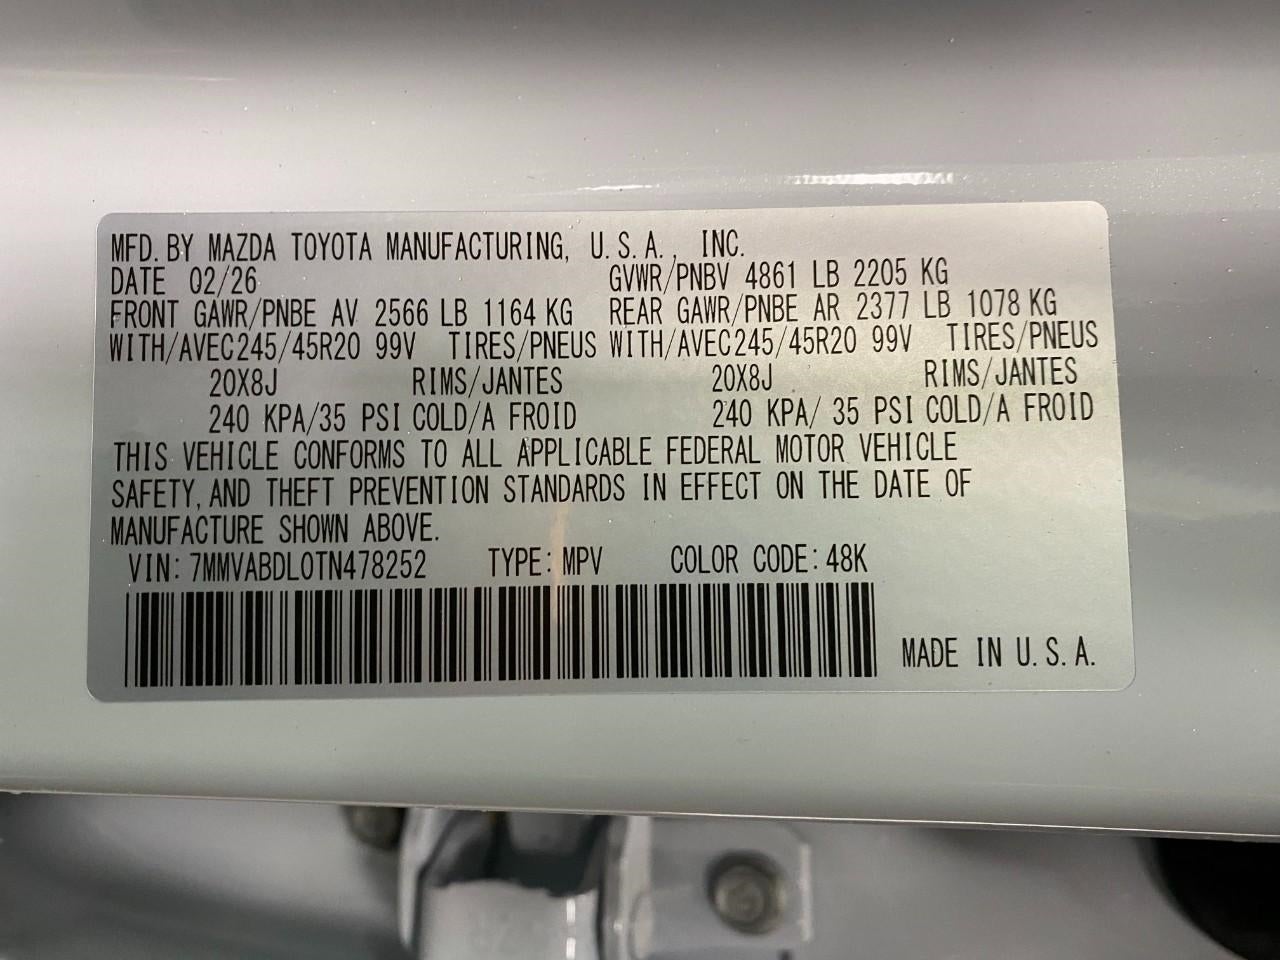 MFD. BY MAZDA TOYOTA MANUFACTURING, U.S.A., INC.
DATE 02/26 GVWR/PNBV 4861 LB 2205 KG
FRONT GAWR/PNBE AV 2566 LB 1164 KG REAR GAWR/PNBE AR 2377 LB 1078 KG
WITH/AVEC245/45R20 99V TIRES/PNEUS WITH/AVEC245/45R20 99V TIRES/PNEUS
20X8J RIMS/JANTES 20X8J RIMS/JANTES
240 KPA/35 PSI COLD/A FROID 240 KPA/ 35 PSI COLD/A FROID
THIS VEHICLE CONFORMS TO ALL APPLICABLE FEDERAL MOTOR VEHICLE
SAFETY, AND THEFT PREVENTION STANDARDS IN EFFECT ON THE DATE OF
MANUFACTURE SHOWN ABOVE.
VIN: 7MMVABDL0TN478252 TYPE: MPV COLOR CODE: 48K
MADE IN U.S.A.